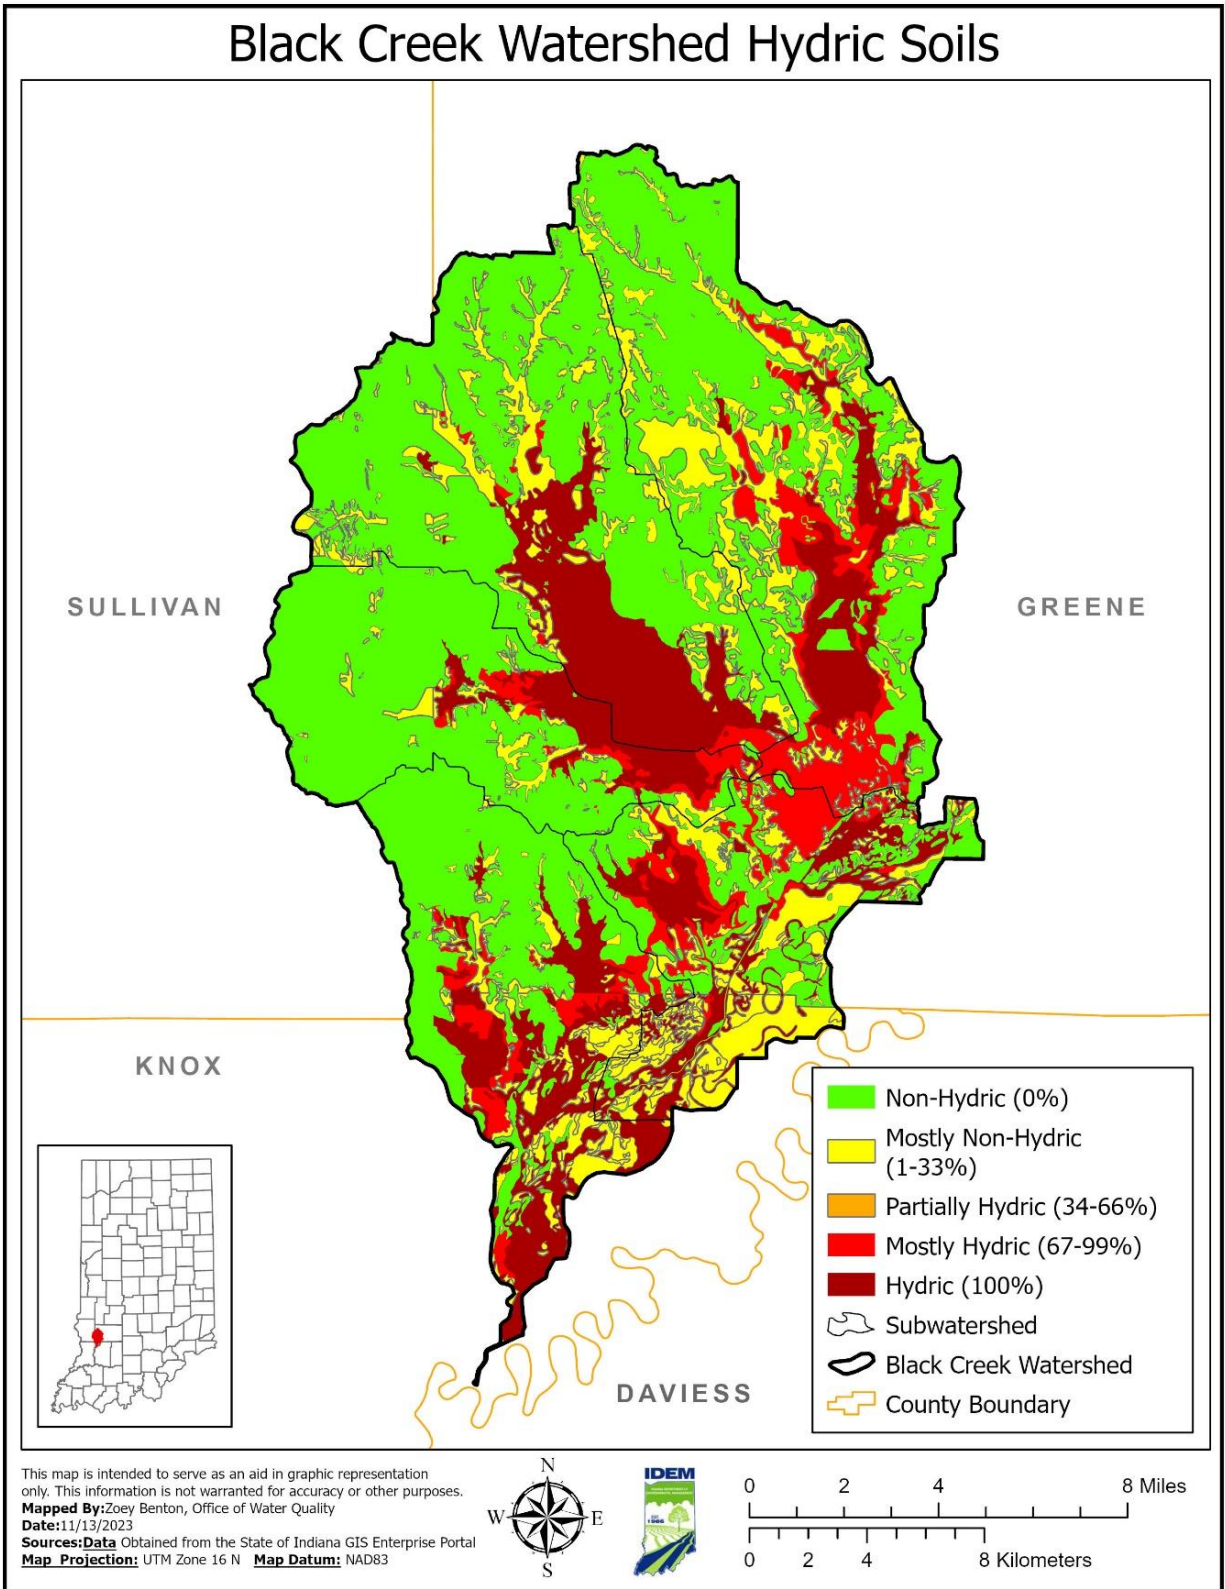 Black Creek Watershed Hydric Soils
SULLIVAN
GREENE
KNOX
DAVIESS
Non-Hydric (0%)
Mostly Non-Hydric
(1-33%)
Partially Hydric (34-66%)
Mostly Hydric (67-99%)
Hydric (100%)
Subwatershed
Black Creek Watershed
County Boundary
This map is intended to serve as an aid in graphic representation
only. This information is not warranted for accuracy or other purposes.
Mapped By:Zoey Benton, Office of Water Quality
Date:11/13/2023
Sources:Data Obtained from the State of Indiana GIS Enterprise Portal
Map Projection: UTM Zone 16 N Map Datum: NAD83
N
W E
S
IDEM
0 2 4 8 Miles
0 2 4 8 Kilometers